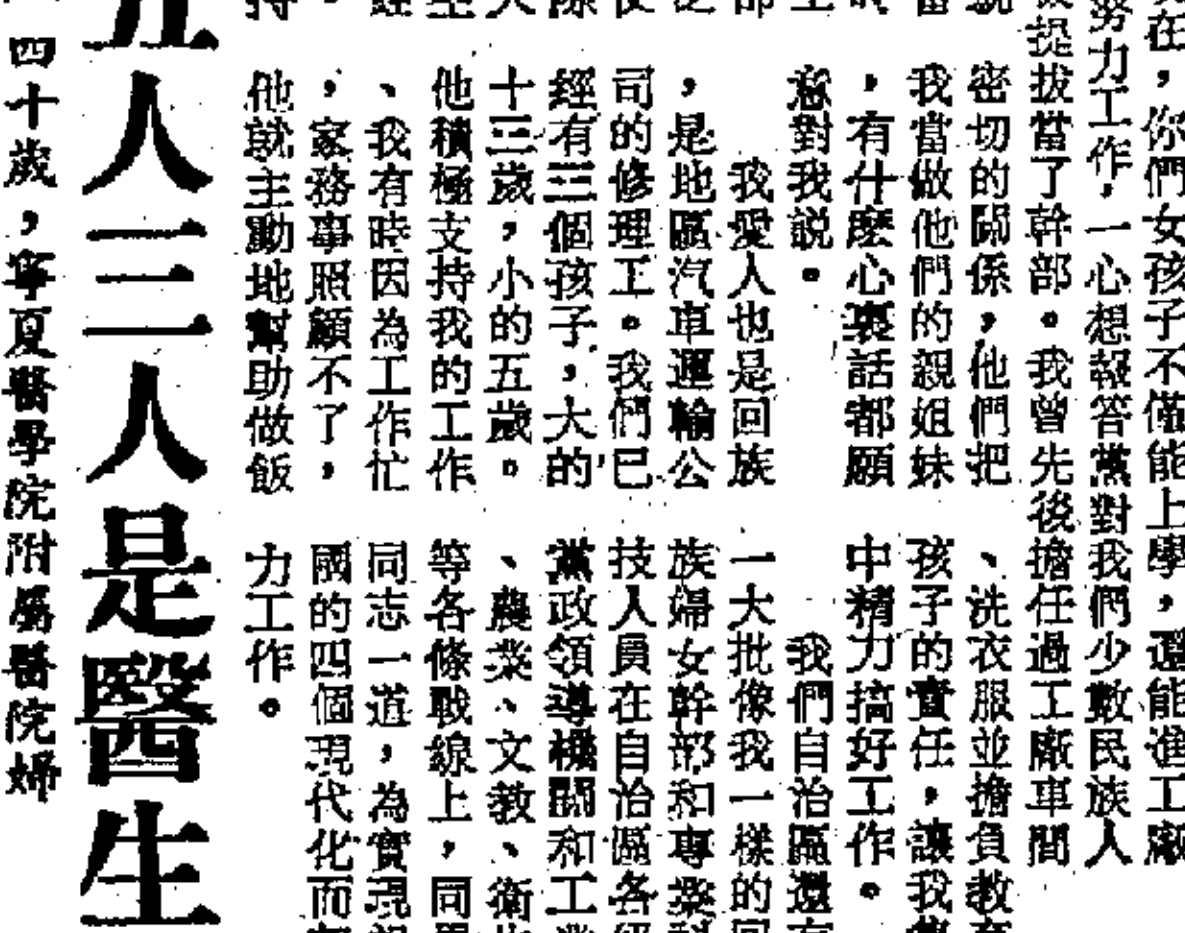 在，你們女孩子不僅能上學，還能進工廠
努力工作，一心想報答黨對我們少數民族人
提拔當了幹部。我曾先後擔任過工廠車間
密切的關係，他們把
我當做他們的親姐妹
，有什麽心裏話都願
意對我説。
我愛人也是回族
，是地區汽車運輸公
司的修理工。我們已
經有三個孩子，大的
十三歲，小的五歲。
他積極支持我的工作
、我有時因為工作忙
，家務事照顧不了，
他就主動地幫助做飯
、洗衣服並擔負教
孩子的責任，讓我
中精力搞好工作。
我們自治區還
一大批像我一樣的回
族婦女幹部和專業科
技人員在自治區各
黨政領導機關和工業
、農業、文教、衛
等各條戰線上，同
同志一道，為實現
國的四個現代化而
力工作。
五人三人是醫生
四十歲，寧夏醫學院附屬醫院婦